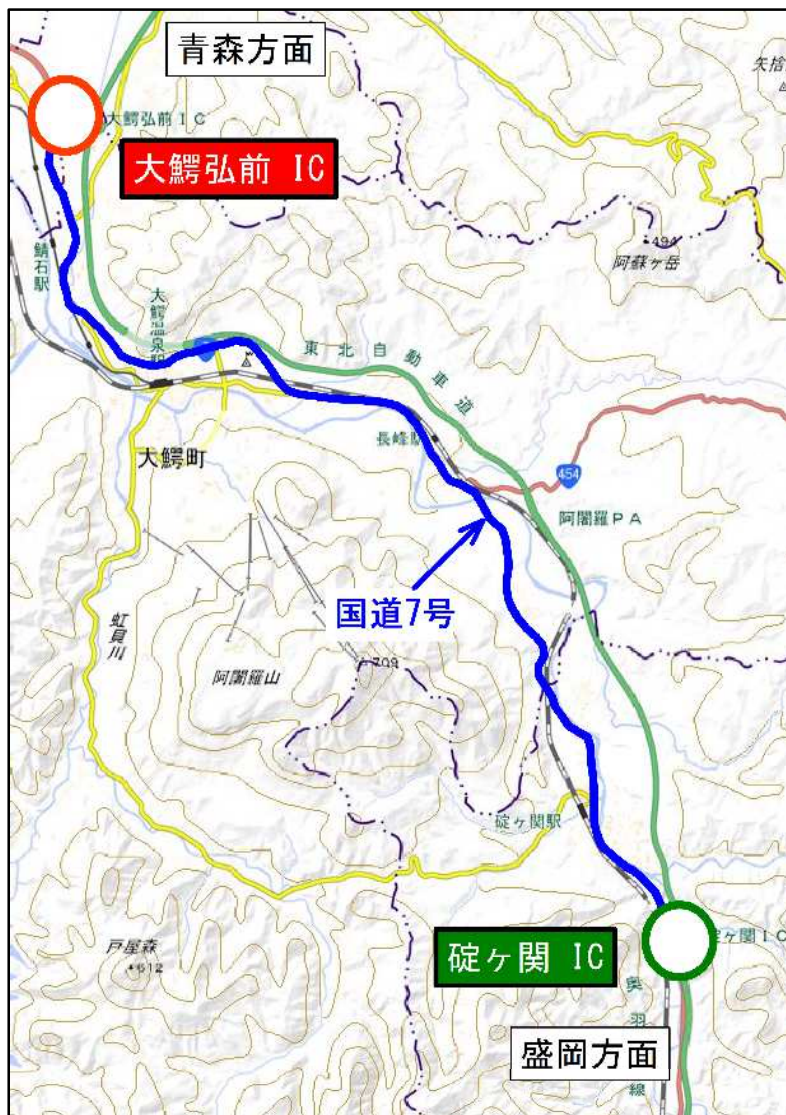 青森方面
矢捨
大鰐弘前ＩＣ
大鰐弘前 IC
494
阿蘇ヶ岳
鯖石駅
大鰐温泉駅
東北自動車道
長峰駅
大鰐町
454
阿闍羅ＰＡ
国道7号
虹貝川
709
阿闍羅山
碇ヶ関駅
碇ヶ関ＩＣ
碇ヶ関 IC
戸屋森
612
奥羽本線
盛岡方面